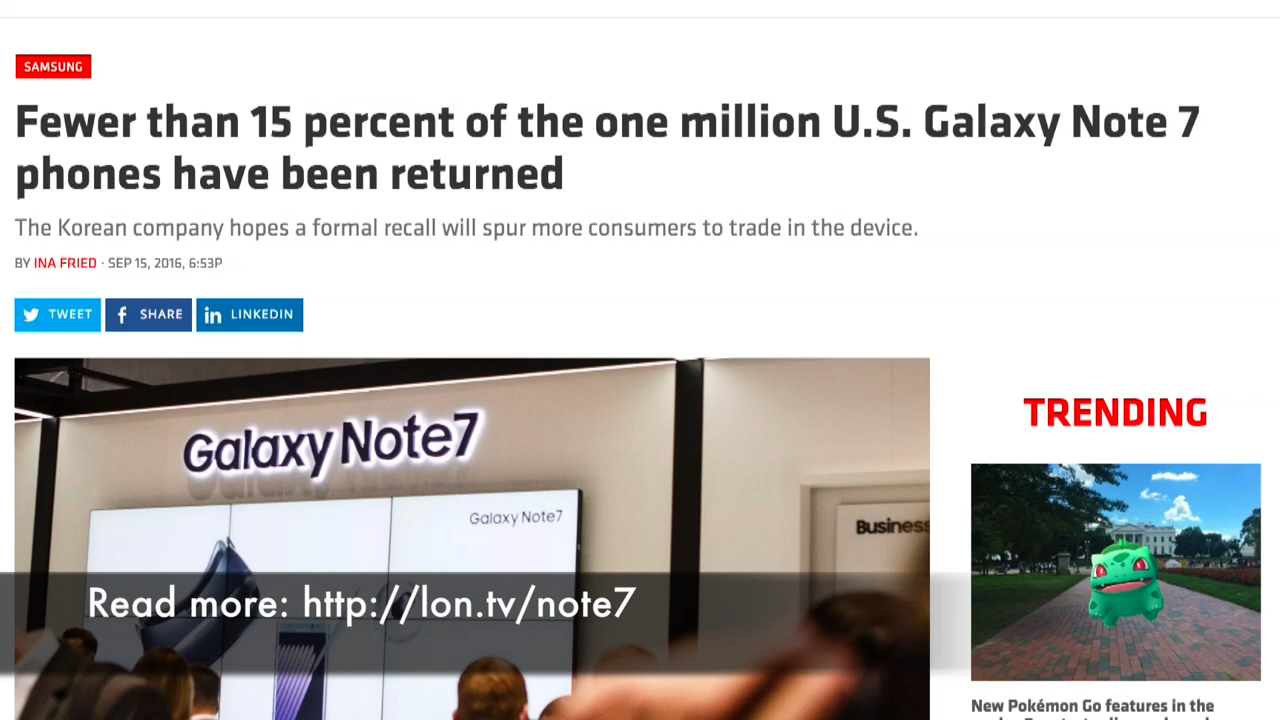 SAMSUNG
Fewer than 15 percent of the one million U.S. Galaxy Note 7
phones have been returned
The Korean company hopes a formal recall will spur more consumers to trade in the device.
BY INA FRIED · SEP 15, 2016, 6:53P
TWEET SHARE LINKEDIN
TRENDING
Galaxy Note7
Galaxy Note7
Business
Read more: http://lon.tv/note7
New Pokémon Go features in the